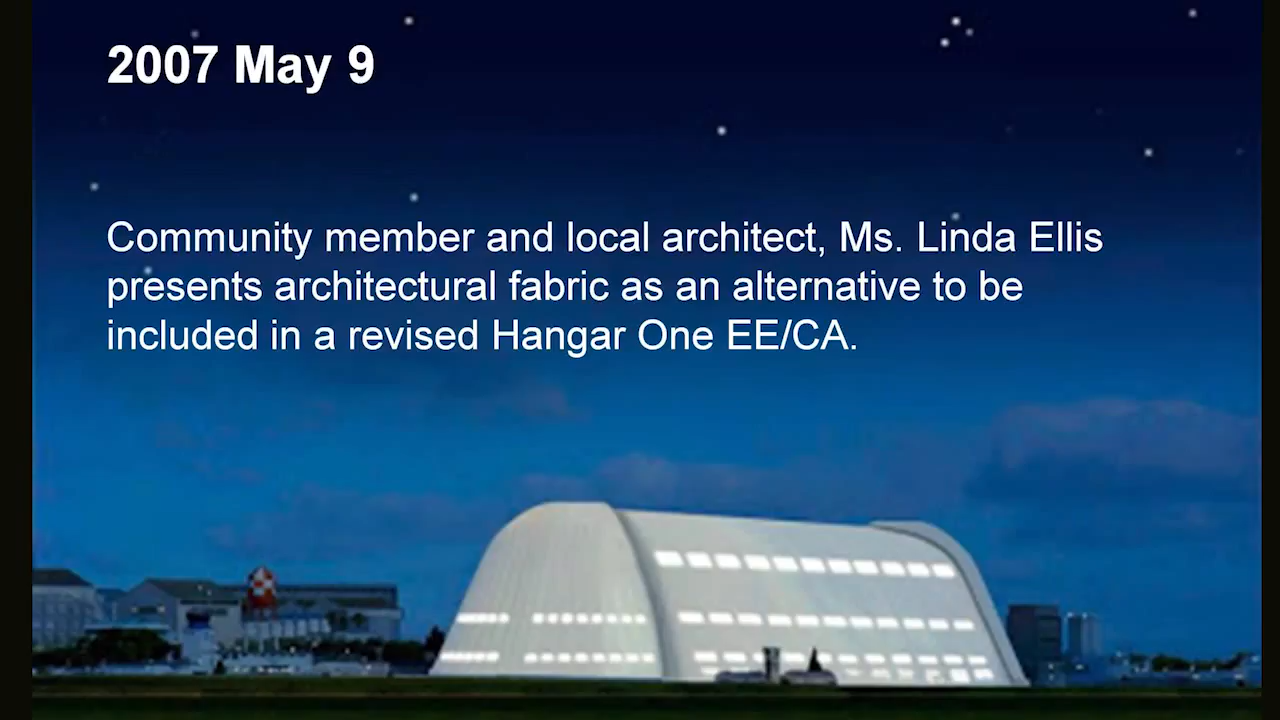 2007 May 9
Community member and local architect, Ms. Linda Ellis
presents architectural fabric as an alternative to be
included in a revised Hangar One EE/CA.